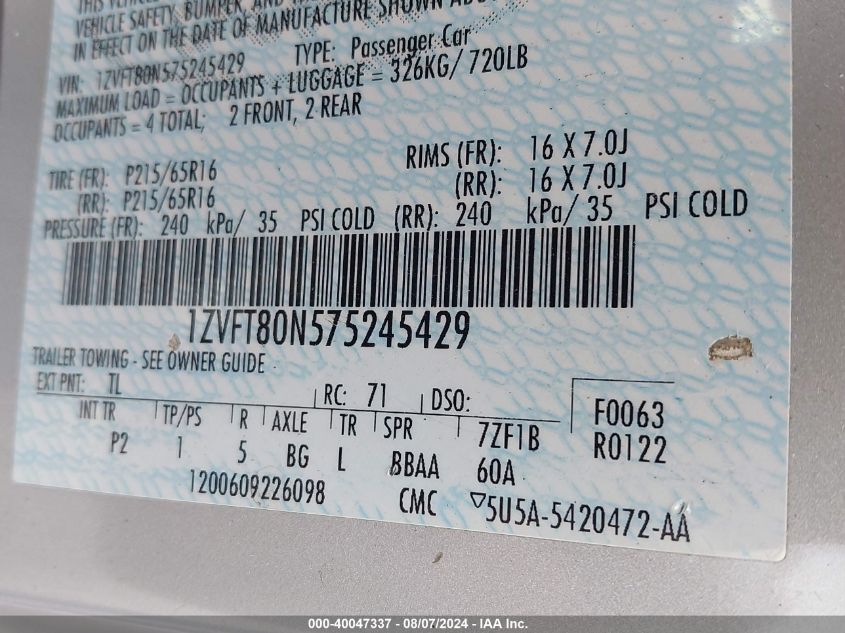 THIS VEHICLE
VEHICLE SAFETY, BUMPER, AND
IN EFFECT ON THE DATE OF MANUFACTURE SHOWN
VIN: 1ZVFT80N575245429 TYPE: Passenger Car
MAXIMUM LOAD = OCCUPANTS + LUGGAGE = 326KG/ 720LB
OCCUPANTS = 4 TOTAL; 2 FRONT, 2 REAR
TIRE (FR): P215/65R16 RIMS (FR): 16 X 7.0J
(RR): P215/65R16 (RR): 16 X 7.0J
PRESSURE (FR): 240 kPa/ 35 PSI COLD (RR): 240 kPa/ 35 PSI COLD
1ZVFT80N575245429
TRAILER TOWING - SEE OWNER GUIDE
EXT PNT: TL RC: 71 DSO: F0063
INT TR TP/PS R AXLE TR SPR 7ZF1B R0122
P2 1 5 BG L BBAA 60A
1200609226098 CMC ▽5U5A-5420472-AA
000-40047337 - 08/07/2024 - IAA Inc.